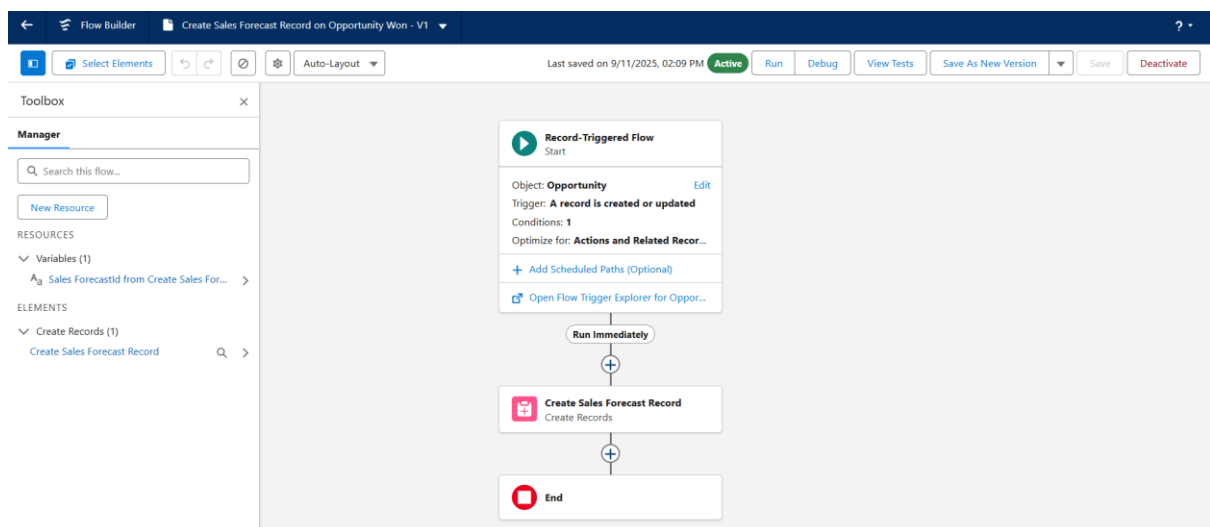 Flow Builder
Create Sales Forecast Record on Opportunity Won - V1
?
Select Elements
Auto-Layout
Last saved on 9/11/2025, 02:09 PM
Active
Run
Debug
View Tests
Save As New Version
Save
Deactivate
Toolbox
Manager
Search this flow...
New Resource
RESOURCES
Variables (1)
Aa Sales ForecastId from Create Sales For...
ELEMENTS
Create Records (1)
Create Sales Forecast Record
Record-Triggered Flow
Start
Object: Opportunity Edit
Trigger: A record is created or updated
Conditions: 1
Optimize for: Actions and Related Recor...
+ Add Scheduled Paths (Optional)
Open Flow Trigger Explorer for Oppor...
Run Immediately
Create Sales Forecast Record
Create Records
End